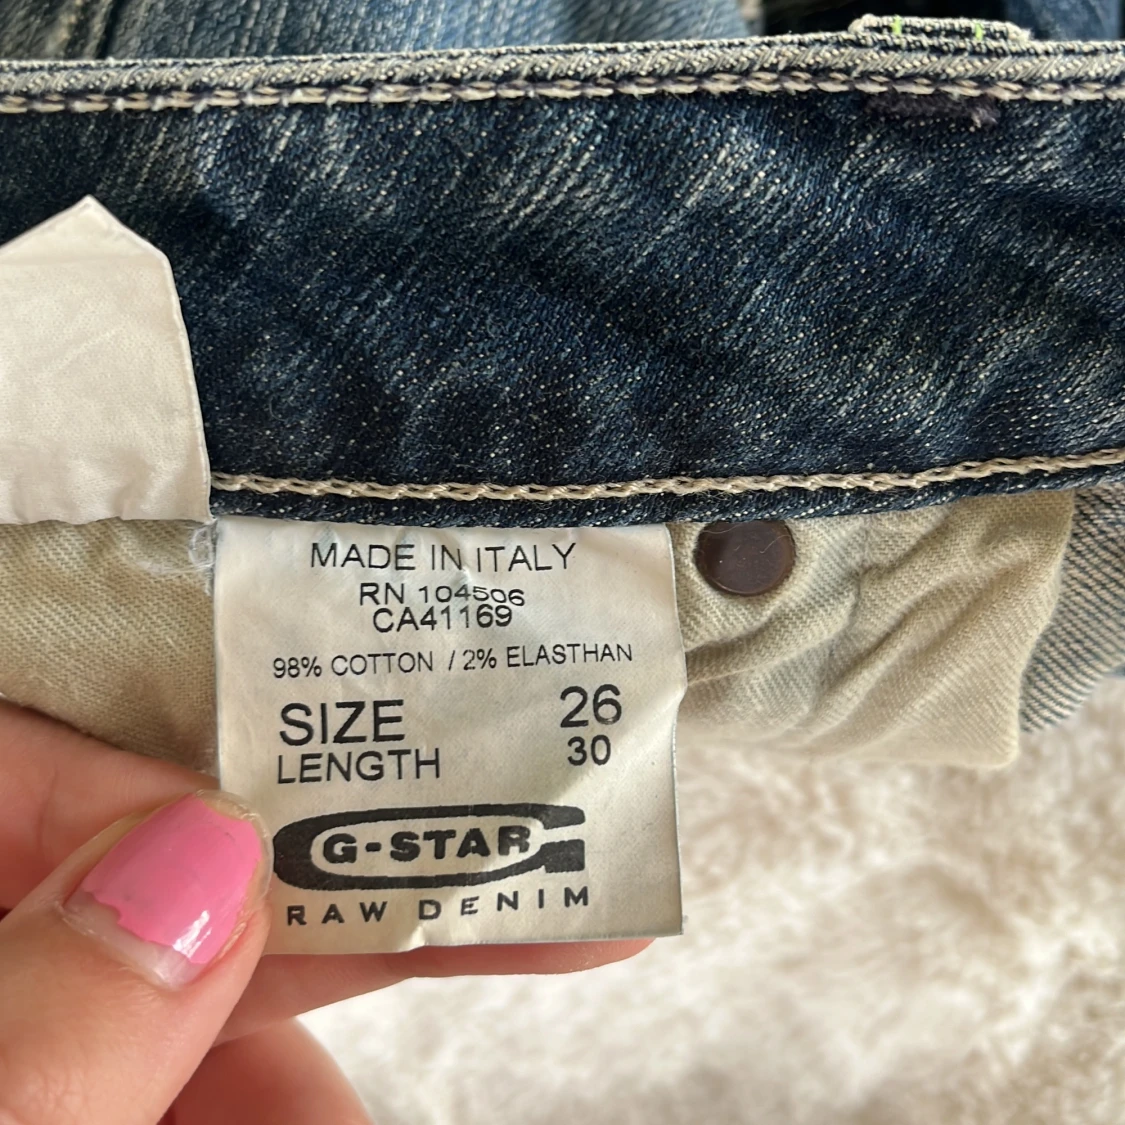 MADE IN ITALY
RN 104506
CA41169
98% COTTON / 2% ELASTHAN
SIZE 26
LENGTH 30
G-STAR
RAW DENIM